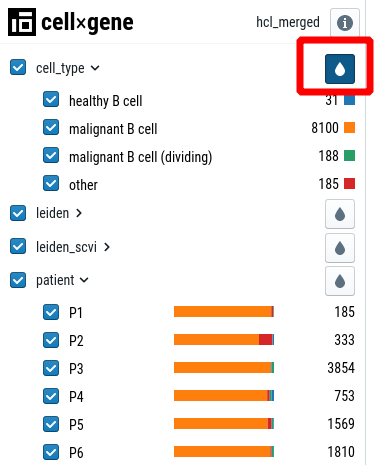 cell×gene
hcl_merged
cell_type
healthy B cell 31
malignant B cell 8100
malignant B cell (dividing) 188
other 185
leiden
leiden_scvi
patient
P1 185
P2 333
P3 3854
P4 753
P5 1569
P6 1810